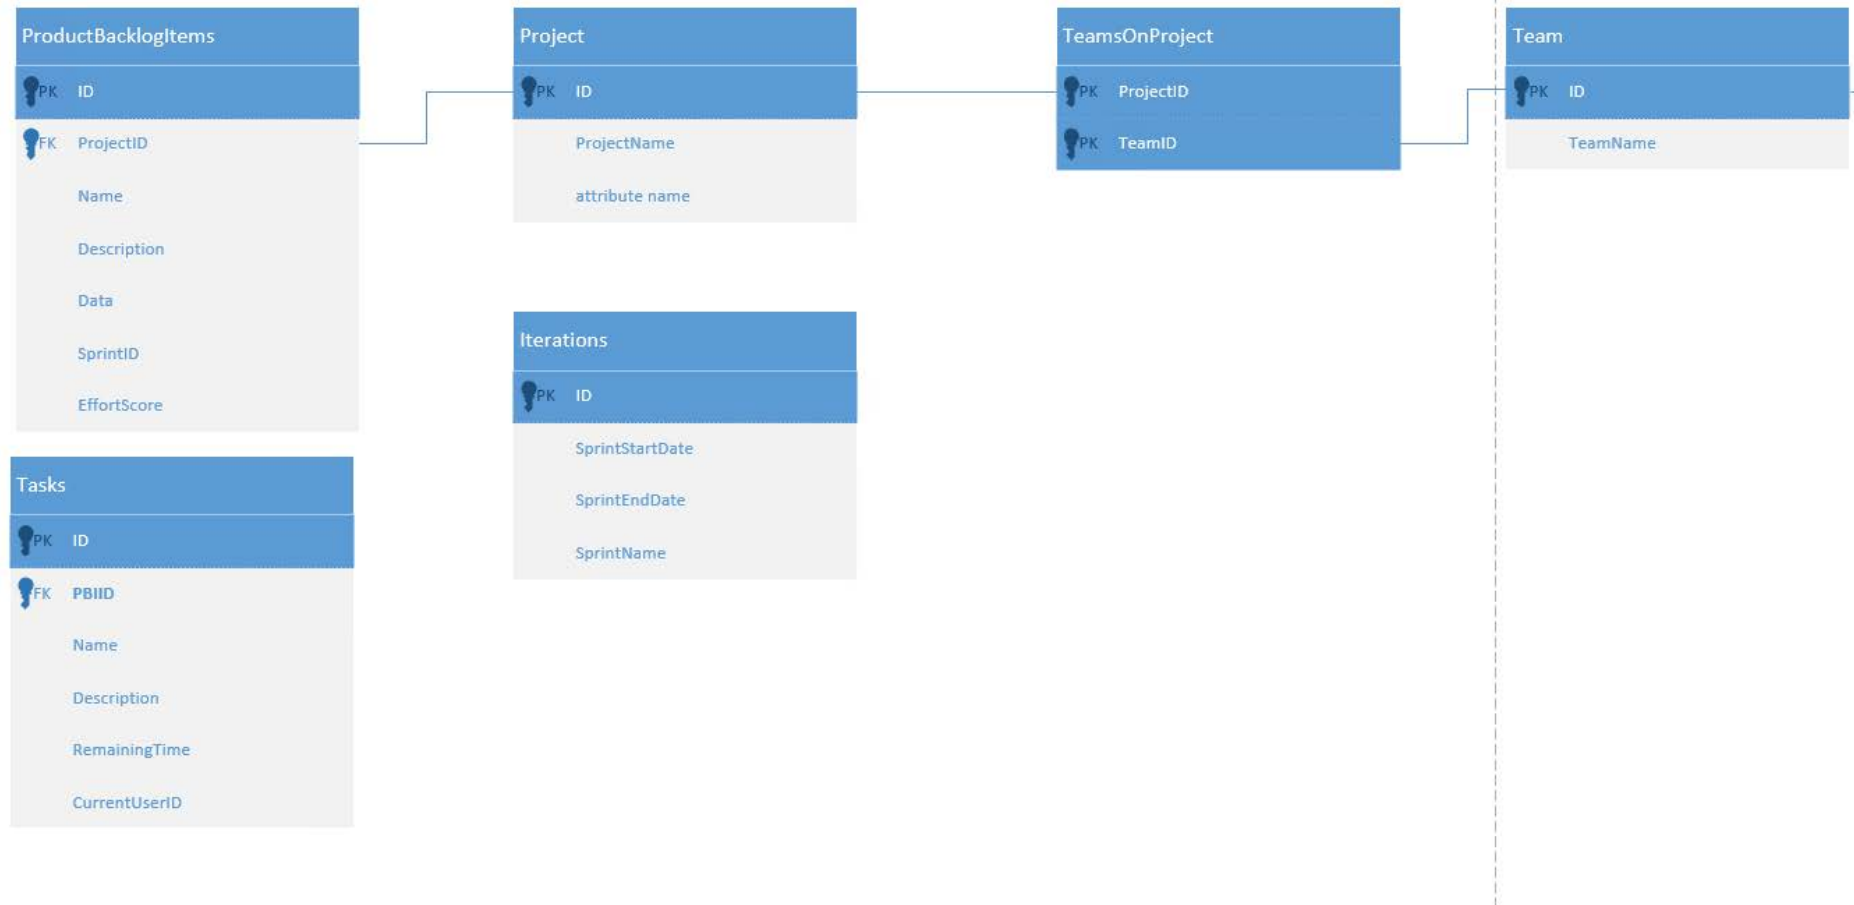 ProductBacklogItems
PK ID
FK ProjectID
Name
Description
Data
SprintID
EffortScore
Tasks
PK ID
FK PBIID
Name
Description
RemainingTime
CurrentUserID
Project
PK ID
ProjectName
attribute name
Iterations
PK ID
SprintStartDate
SprintEndDate
SprintName
TeamsOnProject
PK ProjectID
PK TeamID
Team
PK ID
TeamName